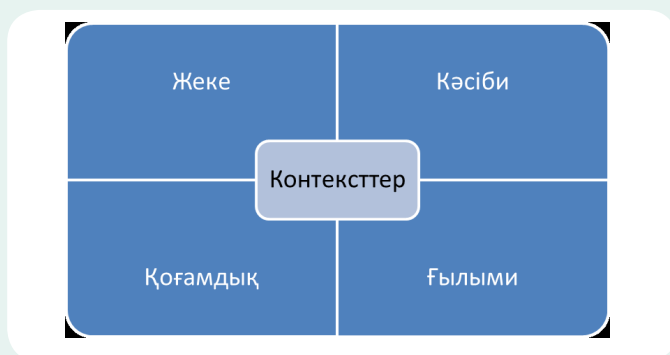 Жеке
Кәсіби
Контексттер
Қоғамдық
Ғылыми